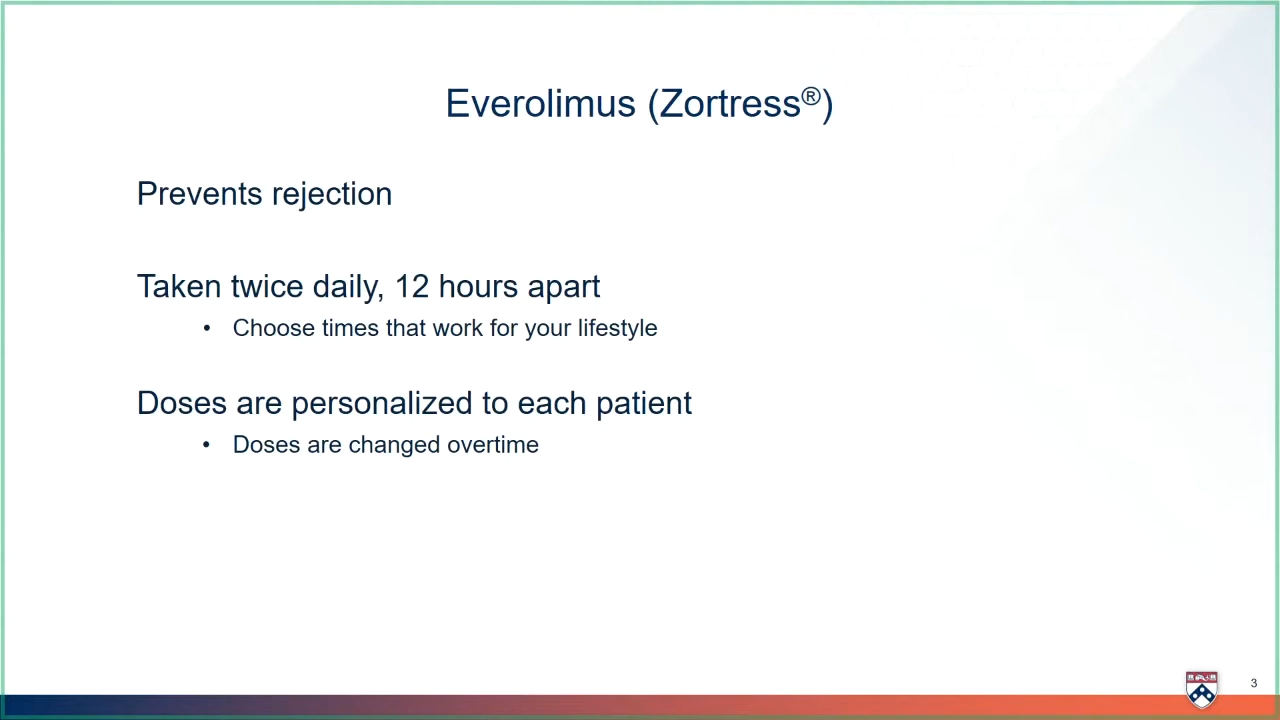 Everolimus (Zortress®)
Prevents rejection
Taken twice daily, 12 hours apart
• Choose times that work for your lifestyle
Doses are personalized to each patient
• Doses are changed overtime
3